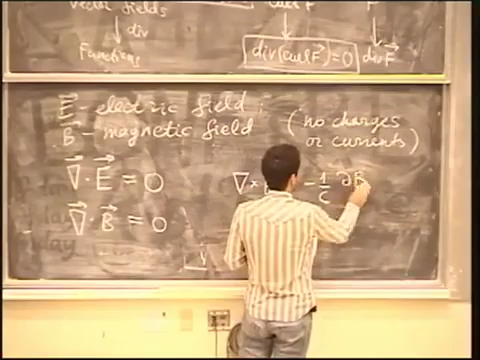 vector fields curl F F
div
Functions div(curl F⃗)=0 div F⃗
E⃗ - electric field
B⃗ - magnetic field
(no charges
or currents)
∇⃗ · E⃗ = 0
∇⃗ · B⃗ = 0
∇ × - 1/c ∂B